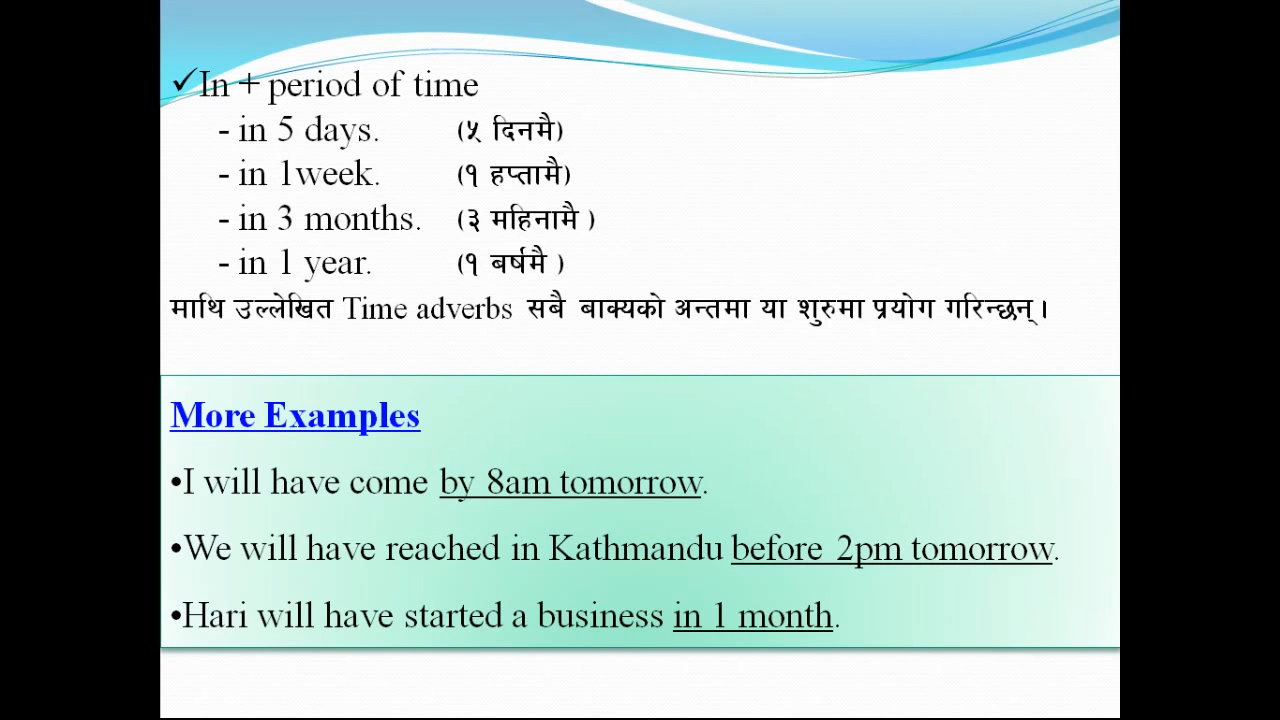 ✓In + period of time
- in 5 days. (५ दिनमै)
- in 1week. (१ हप्तामै)
- in 3 months. (३ महिनामै )
- in 1 year. (१ बर्षमै )
माथि उल्लेखित Time adverbs सबै बाक्यको अन्तमा या शुरुमा प्रयोग गरिन्छन् ।
More Examples
•I will have come by 8am tomorrow.
•We will have reached in Kathmandu before 2pm tomorrow.
•Hari will have started a business in 1 month.